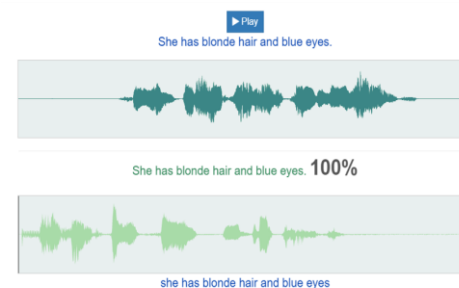 Play
She has blonde hair and blue eyes.
She has blonde hair and blue eyes. 100%
she has blonde hair and blue eyes